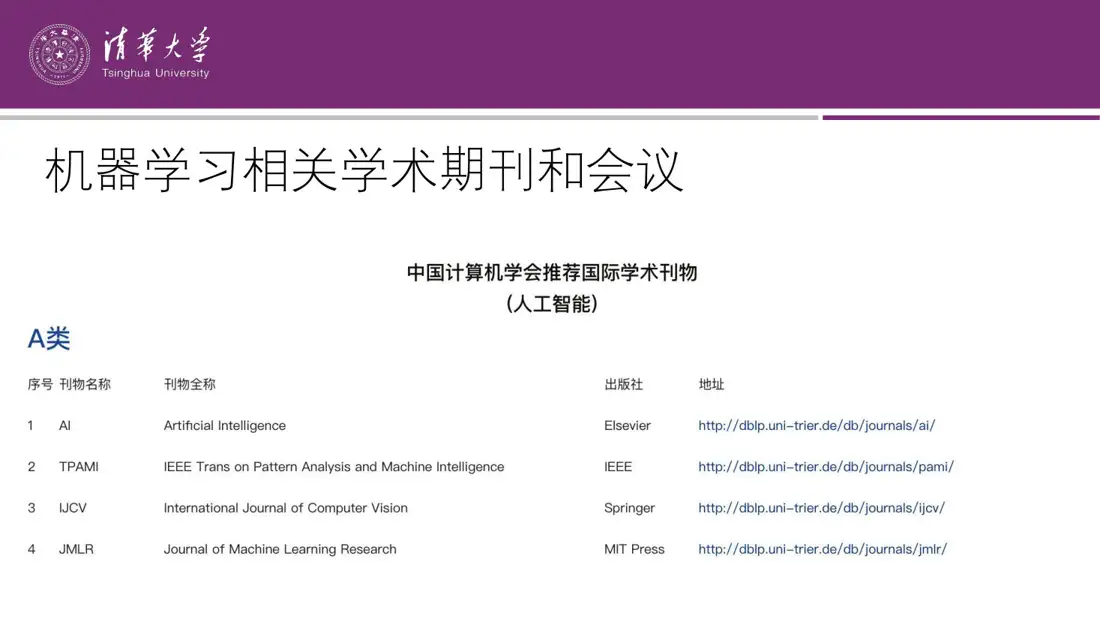 清华大学
Tsinghua University
机器学习相关学术期刊和会议
中国计算机学会推荐国际学术刊物
(人工智能)
A类
序号 刊物名称 刊物全称 出版社 地址
1 AI Artificial Intelligence Elsevier http://dblp.uni-trier.de/db/journals/ai/
2 TPAMI IEEE Trans on Pattern Analysis and Machine Intelligence IEEE http://dblp.uni-trier.de/db/journals/pami/
3 IJCV International Journal of Computer Vision Springer http://dblp.uni-trier.de/db/journals/ijcv/
4 JMLR Journal of Machine Learning Research MIT Press http://dblp.uni-trier.de/db/journals/jmlr/